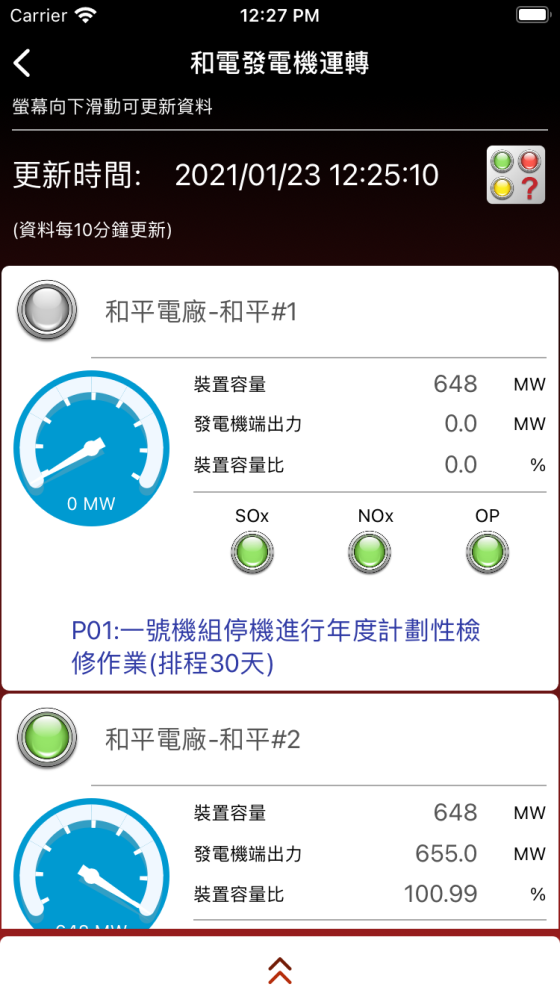 Carrier 12:27 PM
和電發電機運轉
螢幕向下滑動可更新資料
更新時間: 2021/01/23 12:25:10
?
(資料每10分鐘更新)
和平電廠-和平#1
裝置容量 648 MW
發電機端出力 0.0 MW
裝置容量比 0.0 %
0 MW
SOx NOx OP
P01:一號機組停機進行年度計劃性檢
修作業(排程30天)
和平電廠-和平#2
裝置容量 648 MW
發電機端出力 655.0 MW
裝置容量比 100.99 %